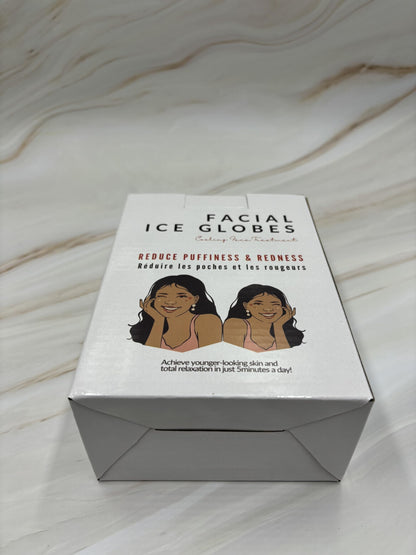 FACIAL
ICE GLOBES
Cooling Face Treatment
REDUCE PUFFINESS & REDNESS
Réduire les poches et les rougeurs
Achieve younger-looking skin and
total relaxation in just 5minutes a day!